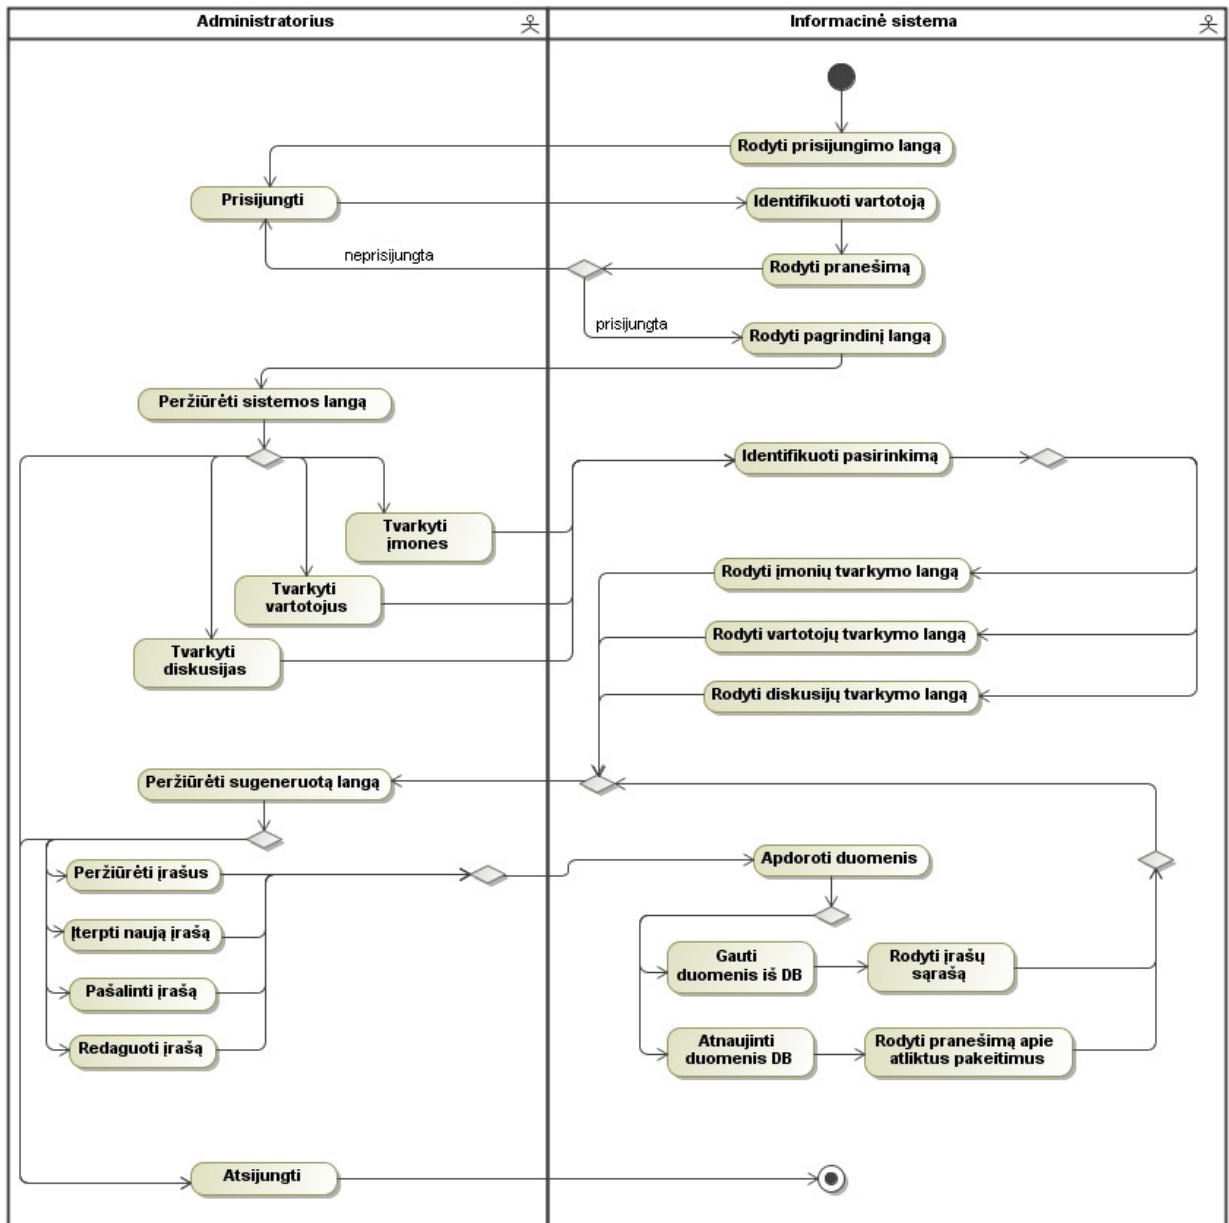 Administratorius
Informacinė sistema
Rodyti prisijungimo langą
Prisijungti
Identifikuoti vartotoją
neprisijungta
Rodyti pranešimą
prisijungta
Rodyti pagrindinį langą
Peržiūrėti sistemos langą
Identifikuoti pasirinkimą
Tvarkyti
įmones
Rodyti įmonių tvarkymo langą
Tvarkyti
vartotojus
Rodyti vartotojų tvarkymo langą
Tvarkyti
diskusijas
Rodyti diskusijų tvarkymo langą
Peržiūrėti sugeneruotą langą
Peržiūrėti įrašus
Apdoroti duomenis
Įterpti naują įrašą
Gauti
duomenis iš DB
Rodyti įrašų
sąrašą
Pašalinti įrašą
Redaguoti įrašą
Atnaujinti
duomenis DB
Rodyti pranešimą apie
atliktus pakeitimus
Atsijungti